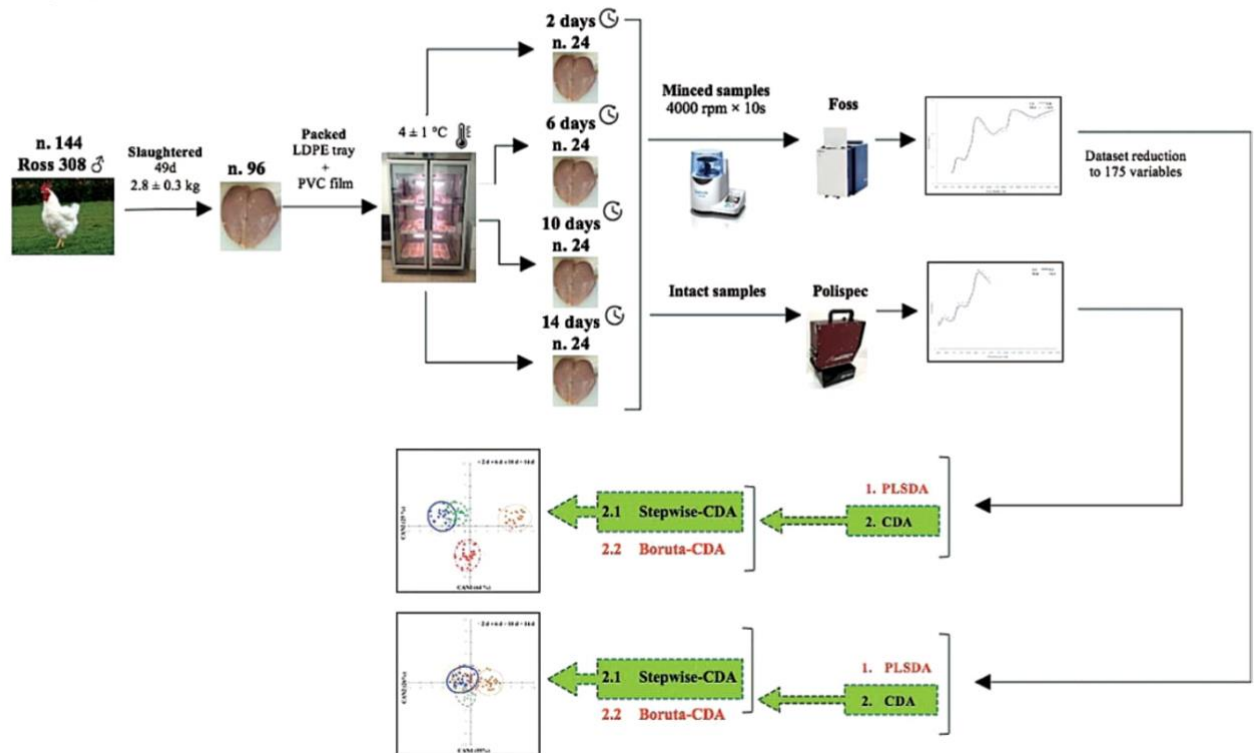 n. 144
Ross 308 ♂
Slaughtered
49d
2.8 ± 0.3 kg
n. 96
Packed
LDPE tray
+
PVC film
4 ± 1 °C
2 days
n. 24
6 days
n. 24
10 days
n. 24
14 days
n. 24
Minced samples
4000 rpm × 10s
Foss
Dataset reduction
to 175 variables
Intact samples
Polispec
1. PLSDA
2. CDA
2.1 Stepwise-CDA
2.2 Boruta-CDA
1. PLSDA
2. CDA
2.1 Stepwise-CDA
2.2 Boruta-CDA